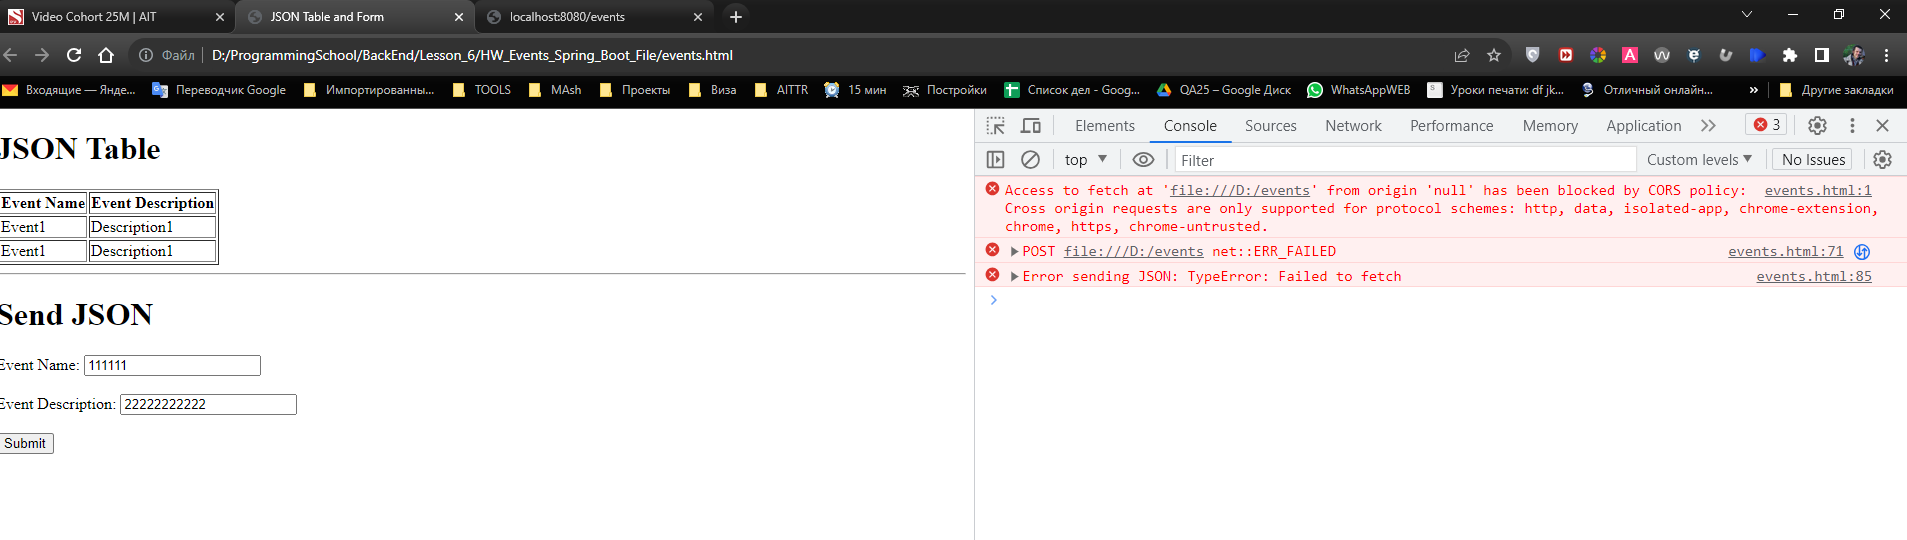 Video Cohort 25M | AIT
JSON Table and Form
localhost:8080/events
Файл
D:/ProgrammingSchool/BackEnd/Lesson_6/HW_Events_Spring_Boot_File/events.html
Входящие — Янде...
Переводчик Google
Импортированны...
TOOLS
MAsh
Проекты
Виза
AITTR
15 мин
Постройки
Список дел - Goog...
QA25 – Google Диск
WhatsAppWEB
Уроки печати: df jk...
Отличный онлайн...
»
Другие закладки
JSON Table
Event Name Event Description
Event1 Description1
Event1 Description1
Send JSON
Event Name: 111111
Event Description: 22222222222
Submit
Elements Console Sources Network Performance Memory Application 3
top Filter Custom levels No Issues
Access to fetch at 'file:///D:/events' from origin 'null' has been blocked by CORS policy: events.html:1
Cross origin requests are only supported for protocol schemes: http, data, isolated-app, chrome-extension,
chrome, https, chrome-untrusted.
POST file:///D:/events net::ERR_FAILED events.html:71
Error sending JSON: TypeError: Failed to fetch events.html:85